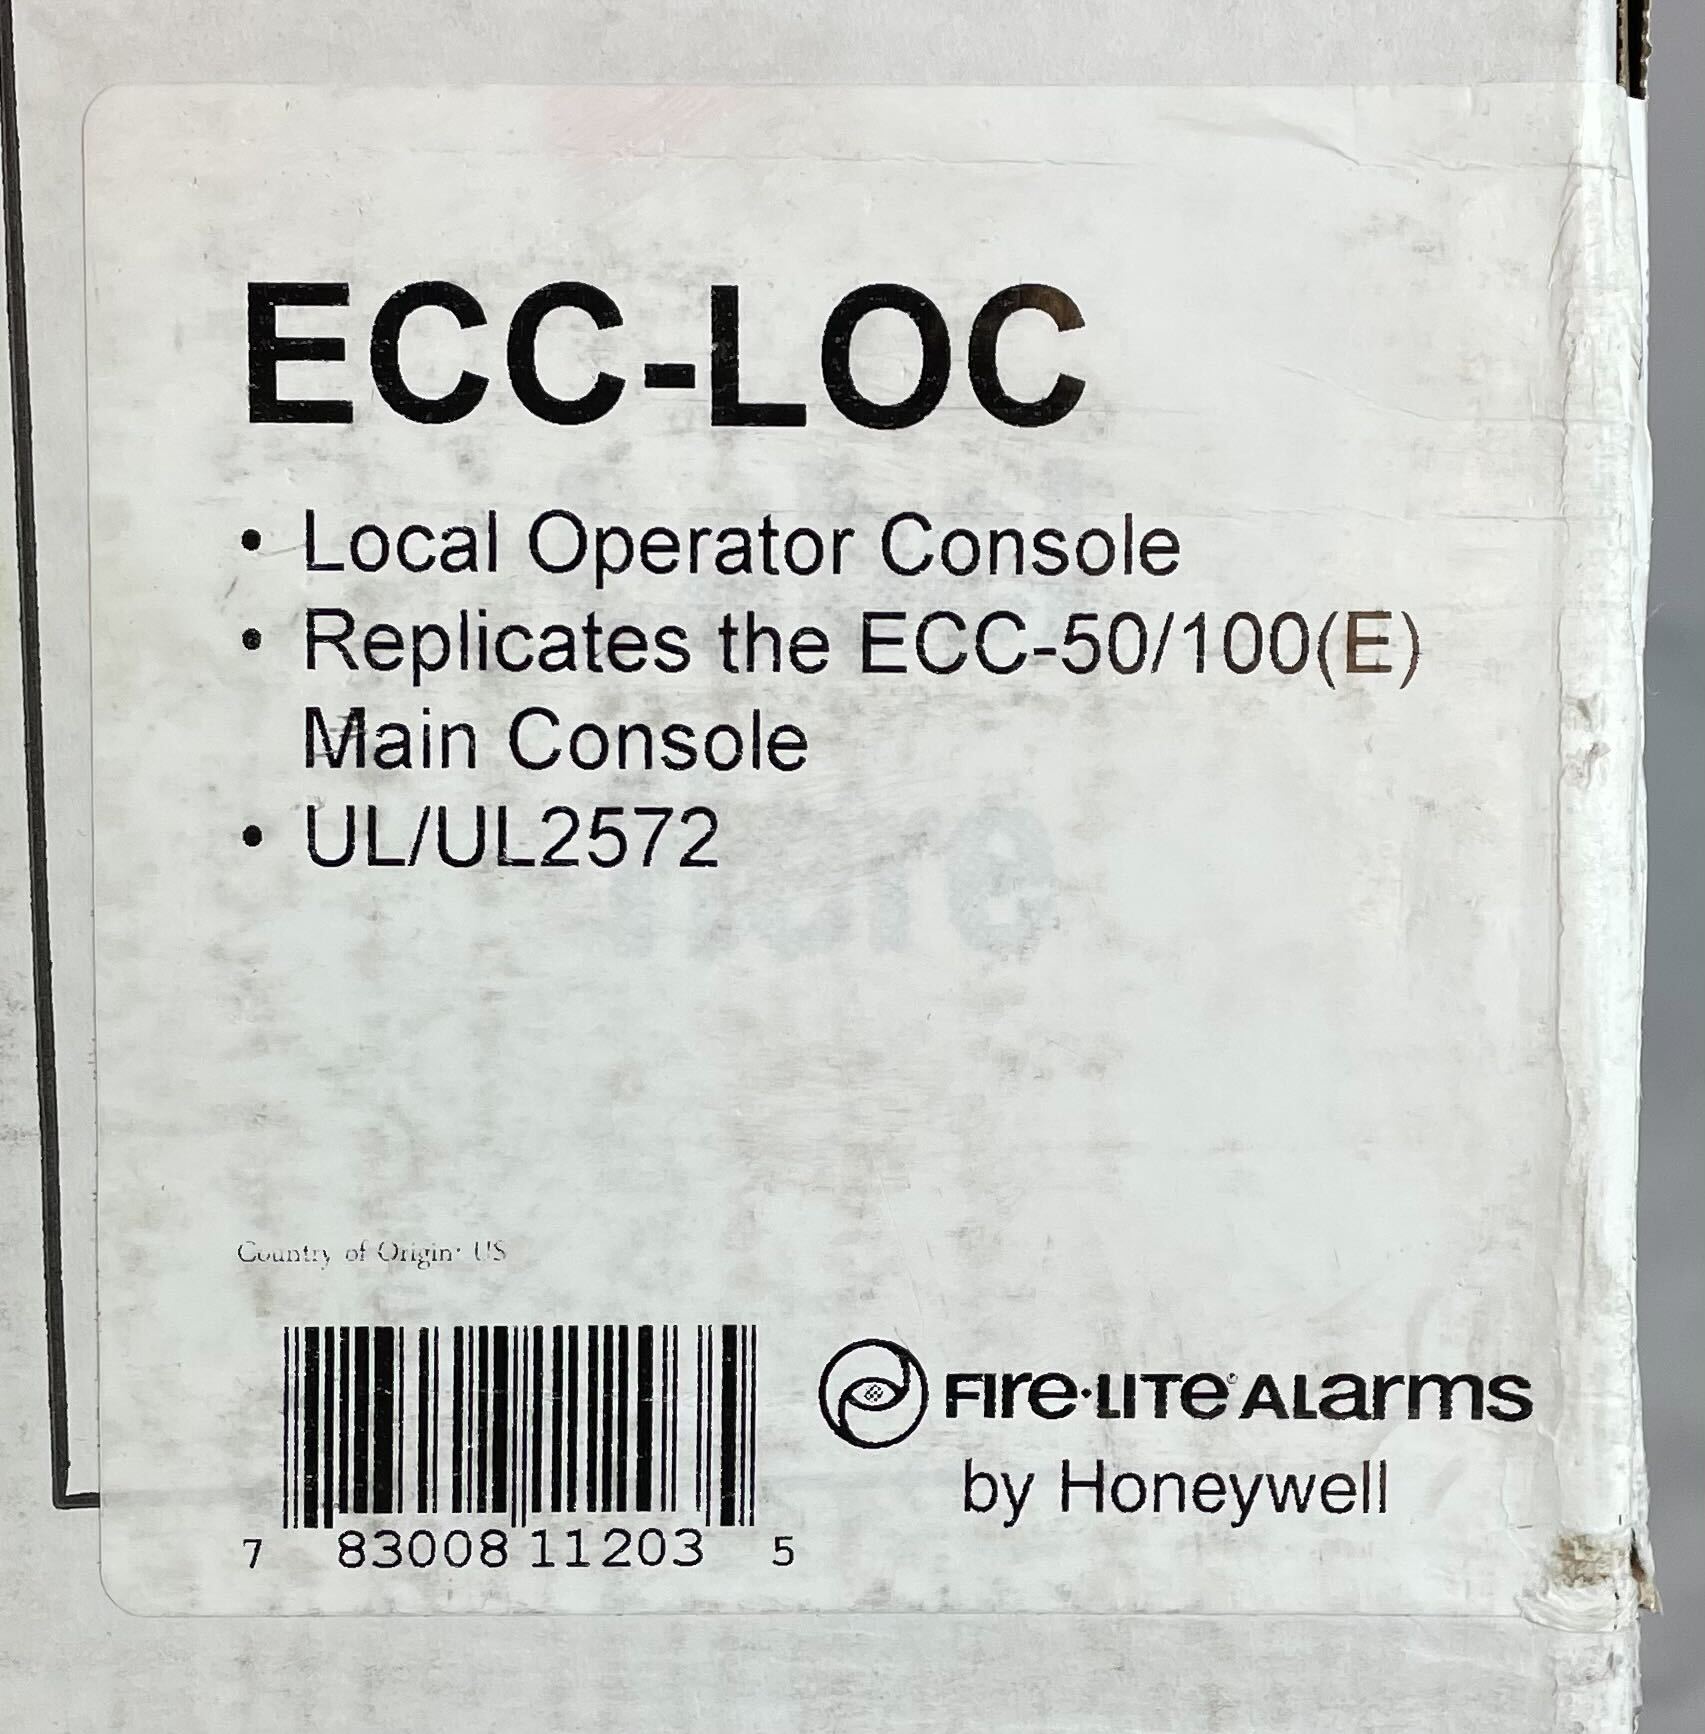 ECC-LOC
• Local Operator Console
• Replicates the ECC-50/100(E)
Main Console
• UL/UL2572
Country of Origin: US
7 83008 11203 5
FIre•LITe® ALarms
by Honeywell